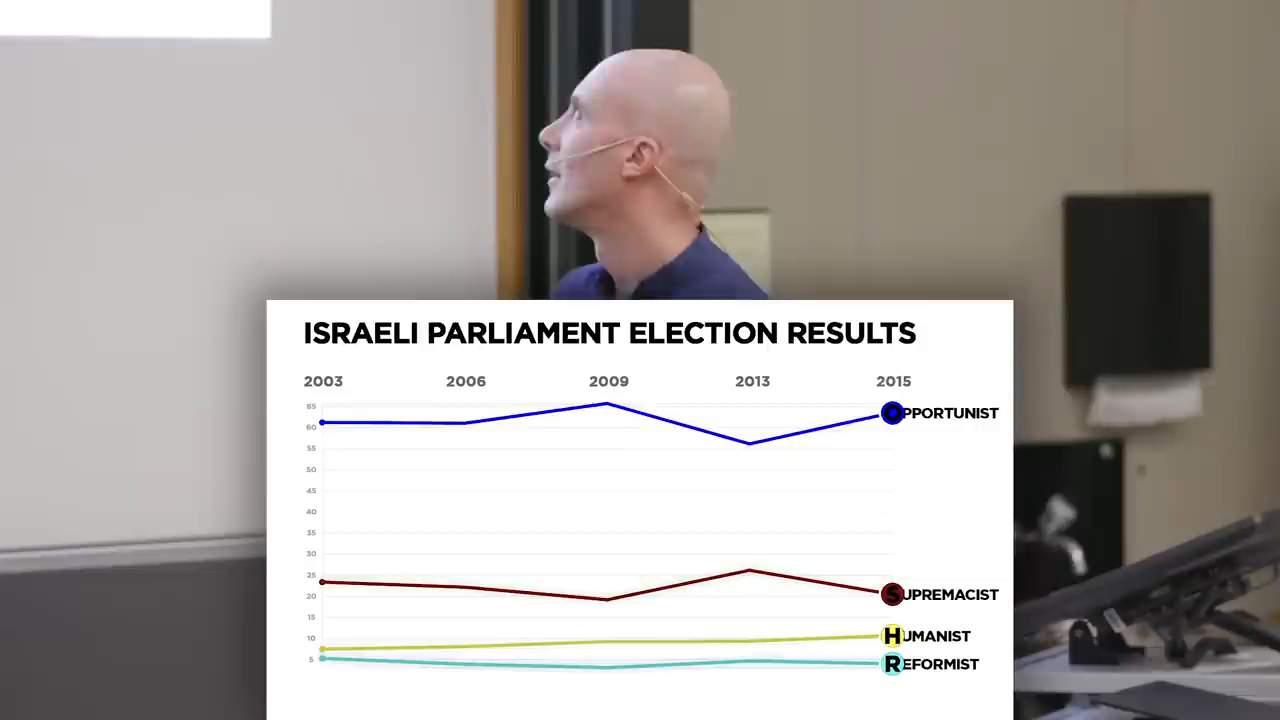 ISRAELI PARLIAMENT ELECTION RESULTS
2003 2006 2009 2013 2015
65
60
55
50
45
40
35
30
25
20
15
10
5
OPPORTUNIST
SUPREMACIST
HUMANIST
REFORMIST